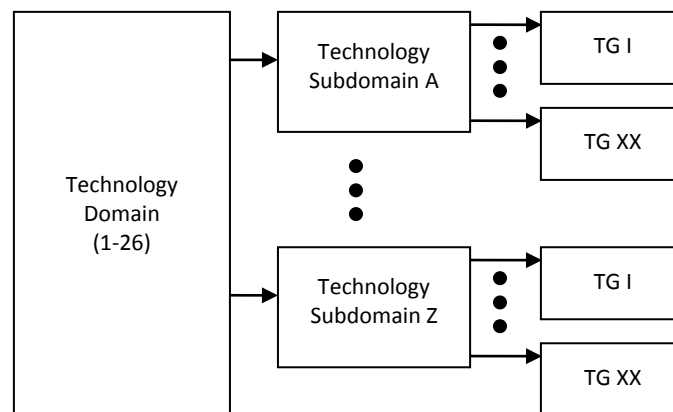 Technology
Domain
(1-26)
Technology
Subdomain A
TG I
TG XX
Technology
Subdomain Z
TG I
TG XX